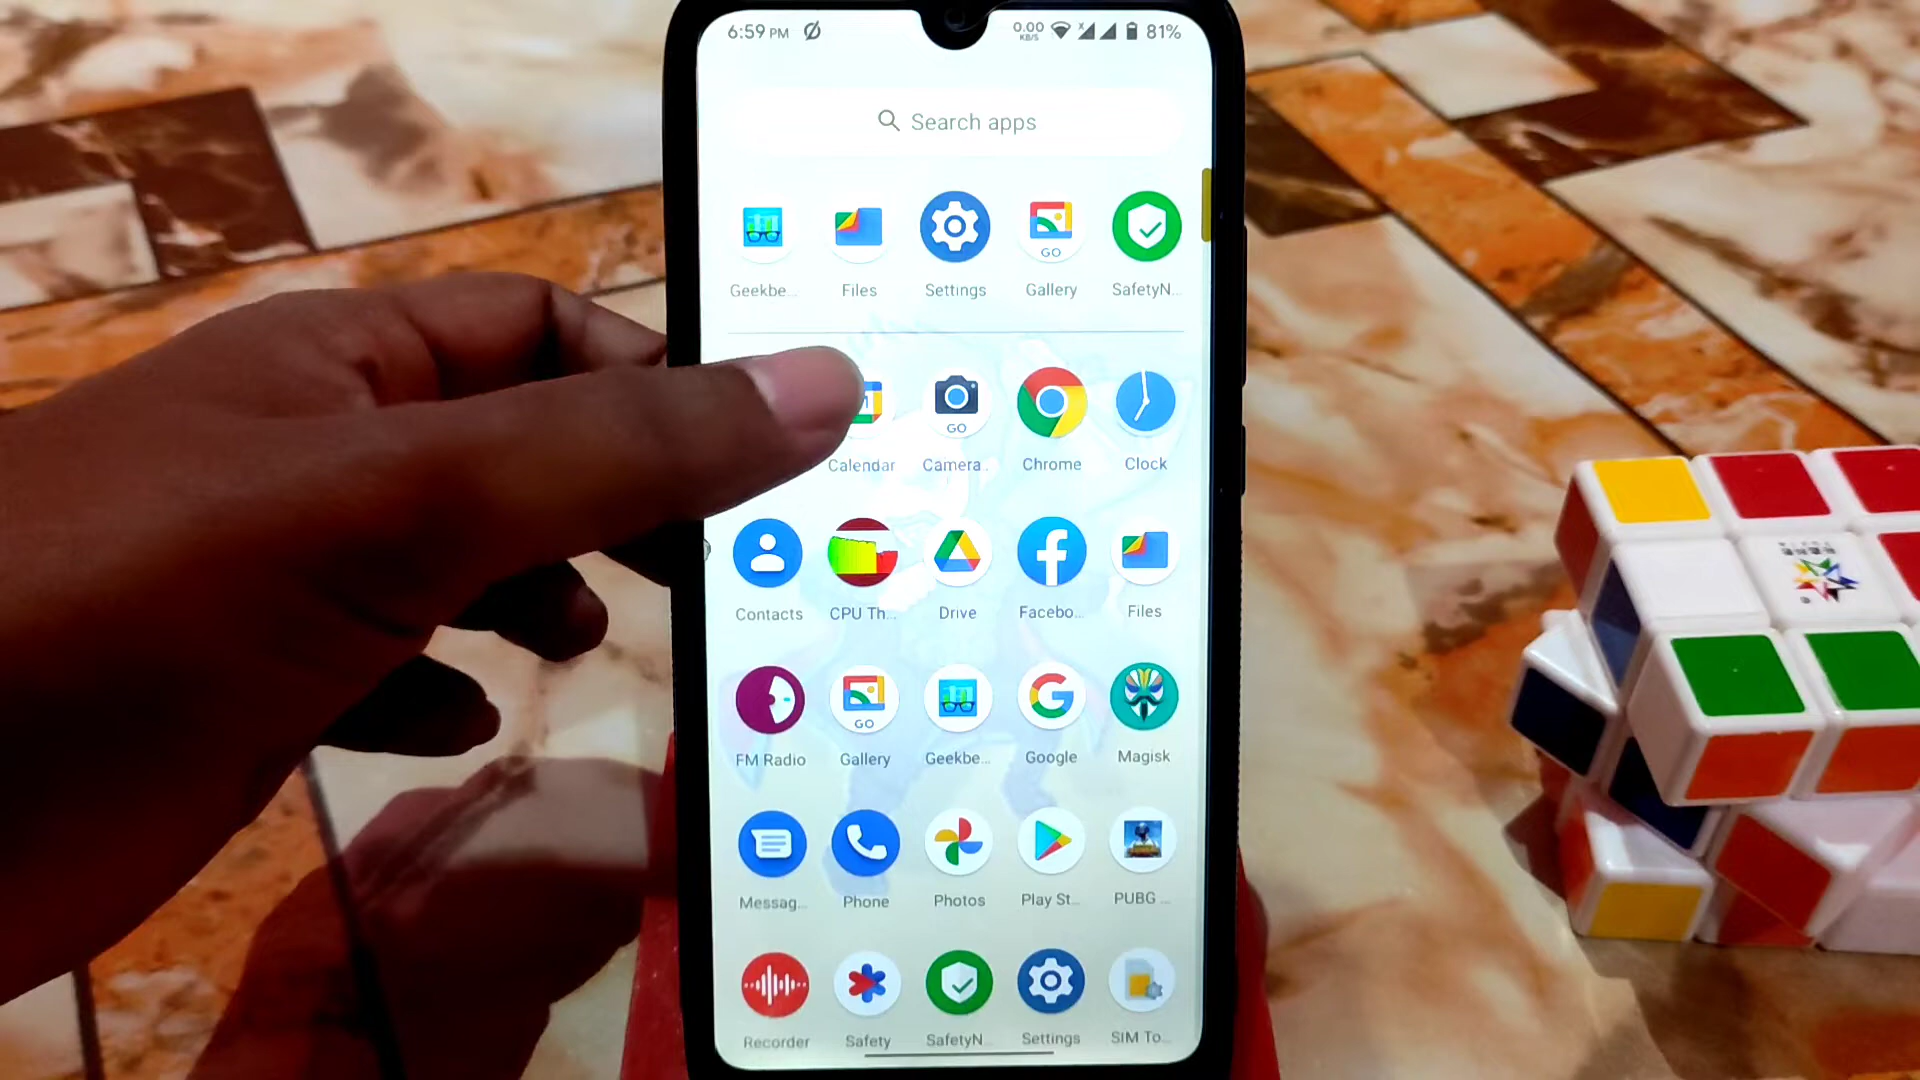 6:59 PM 0.00 KB/S 81%
Search apps
GO
Geekbe... Files Settings Gallery SafetyN...
GO
Calendar Camera.. Chrome Clock
Contacts CPU Th... Drive Facebo... Files
GO
FM Radio Gallery Geekbe... Google Magisk
Messag... Phone Photos Play St... PUBG ...
Recorder Safety SafetyN... Settings SIM To...